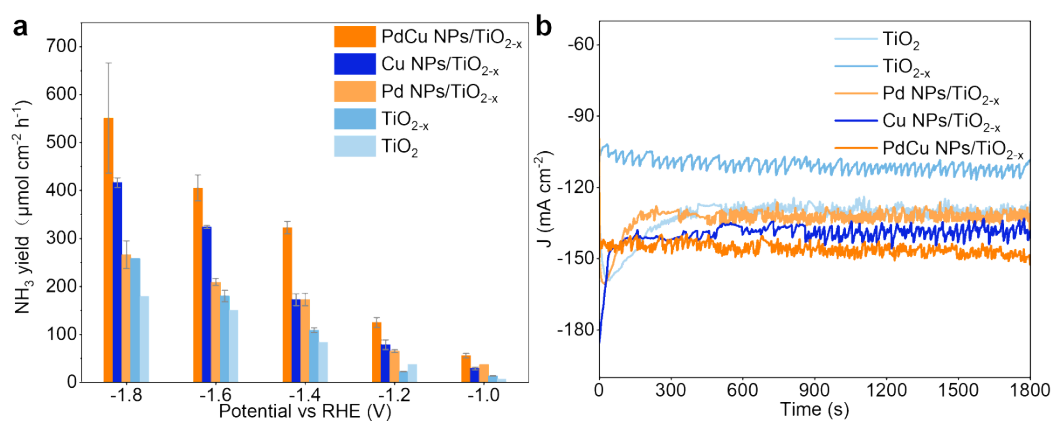 a
NH₃ yield (μmol cm⁻² h⁻¹)
700
600
500
400
300
200
100
0
PdCu NPs/TiO₂₋ₓ
Cu NPs/TiO₂₋ₓ
Pd NPs/TiO₂₋ₓ
TiO₂₋ₓ
TiO₂
-1.8
-1.6
-1.4
-1.2
-1.0
Potential vs RHE (V)
b
J (mA cm⁻²)
-60
-90
-120
-150
-180
TiO₂
TiO₂₋ₓ
Pd NPs/TiO₂₋ₓ
Cu NPs/TiO₂₋ₓ
PdCu NPs/TiO₂₋ₓ
0
300
600
900
1200
1500
1800
Time (s)